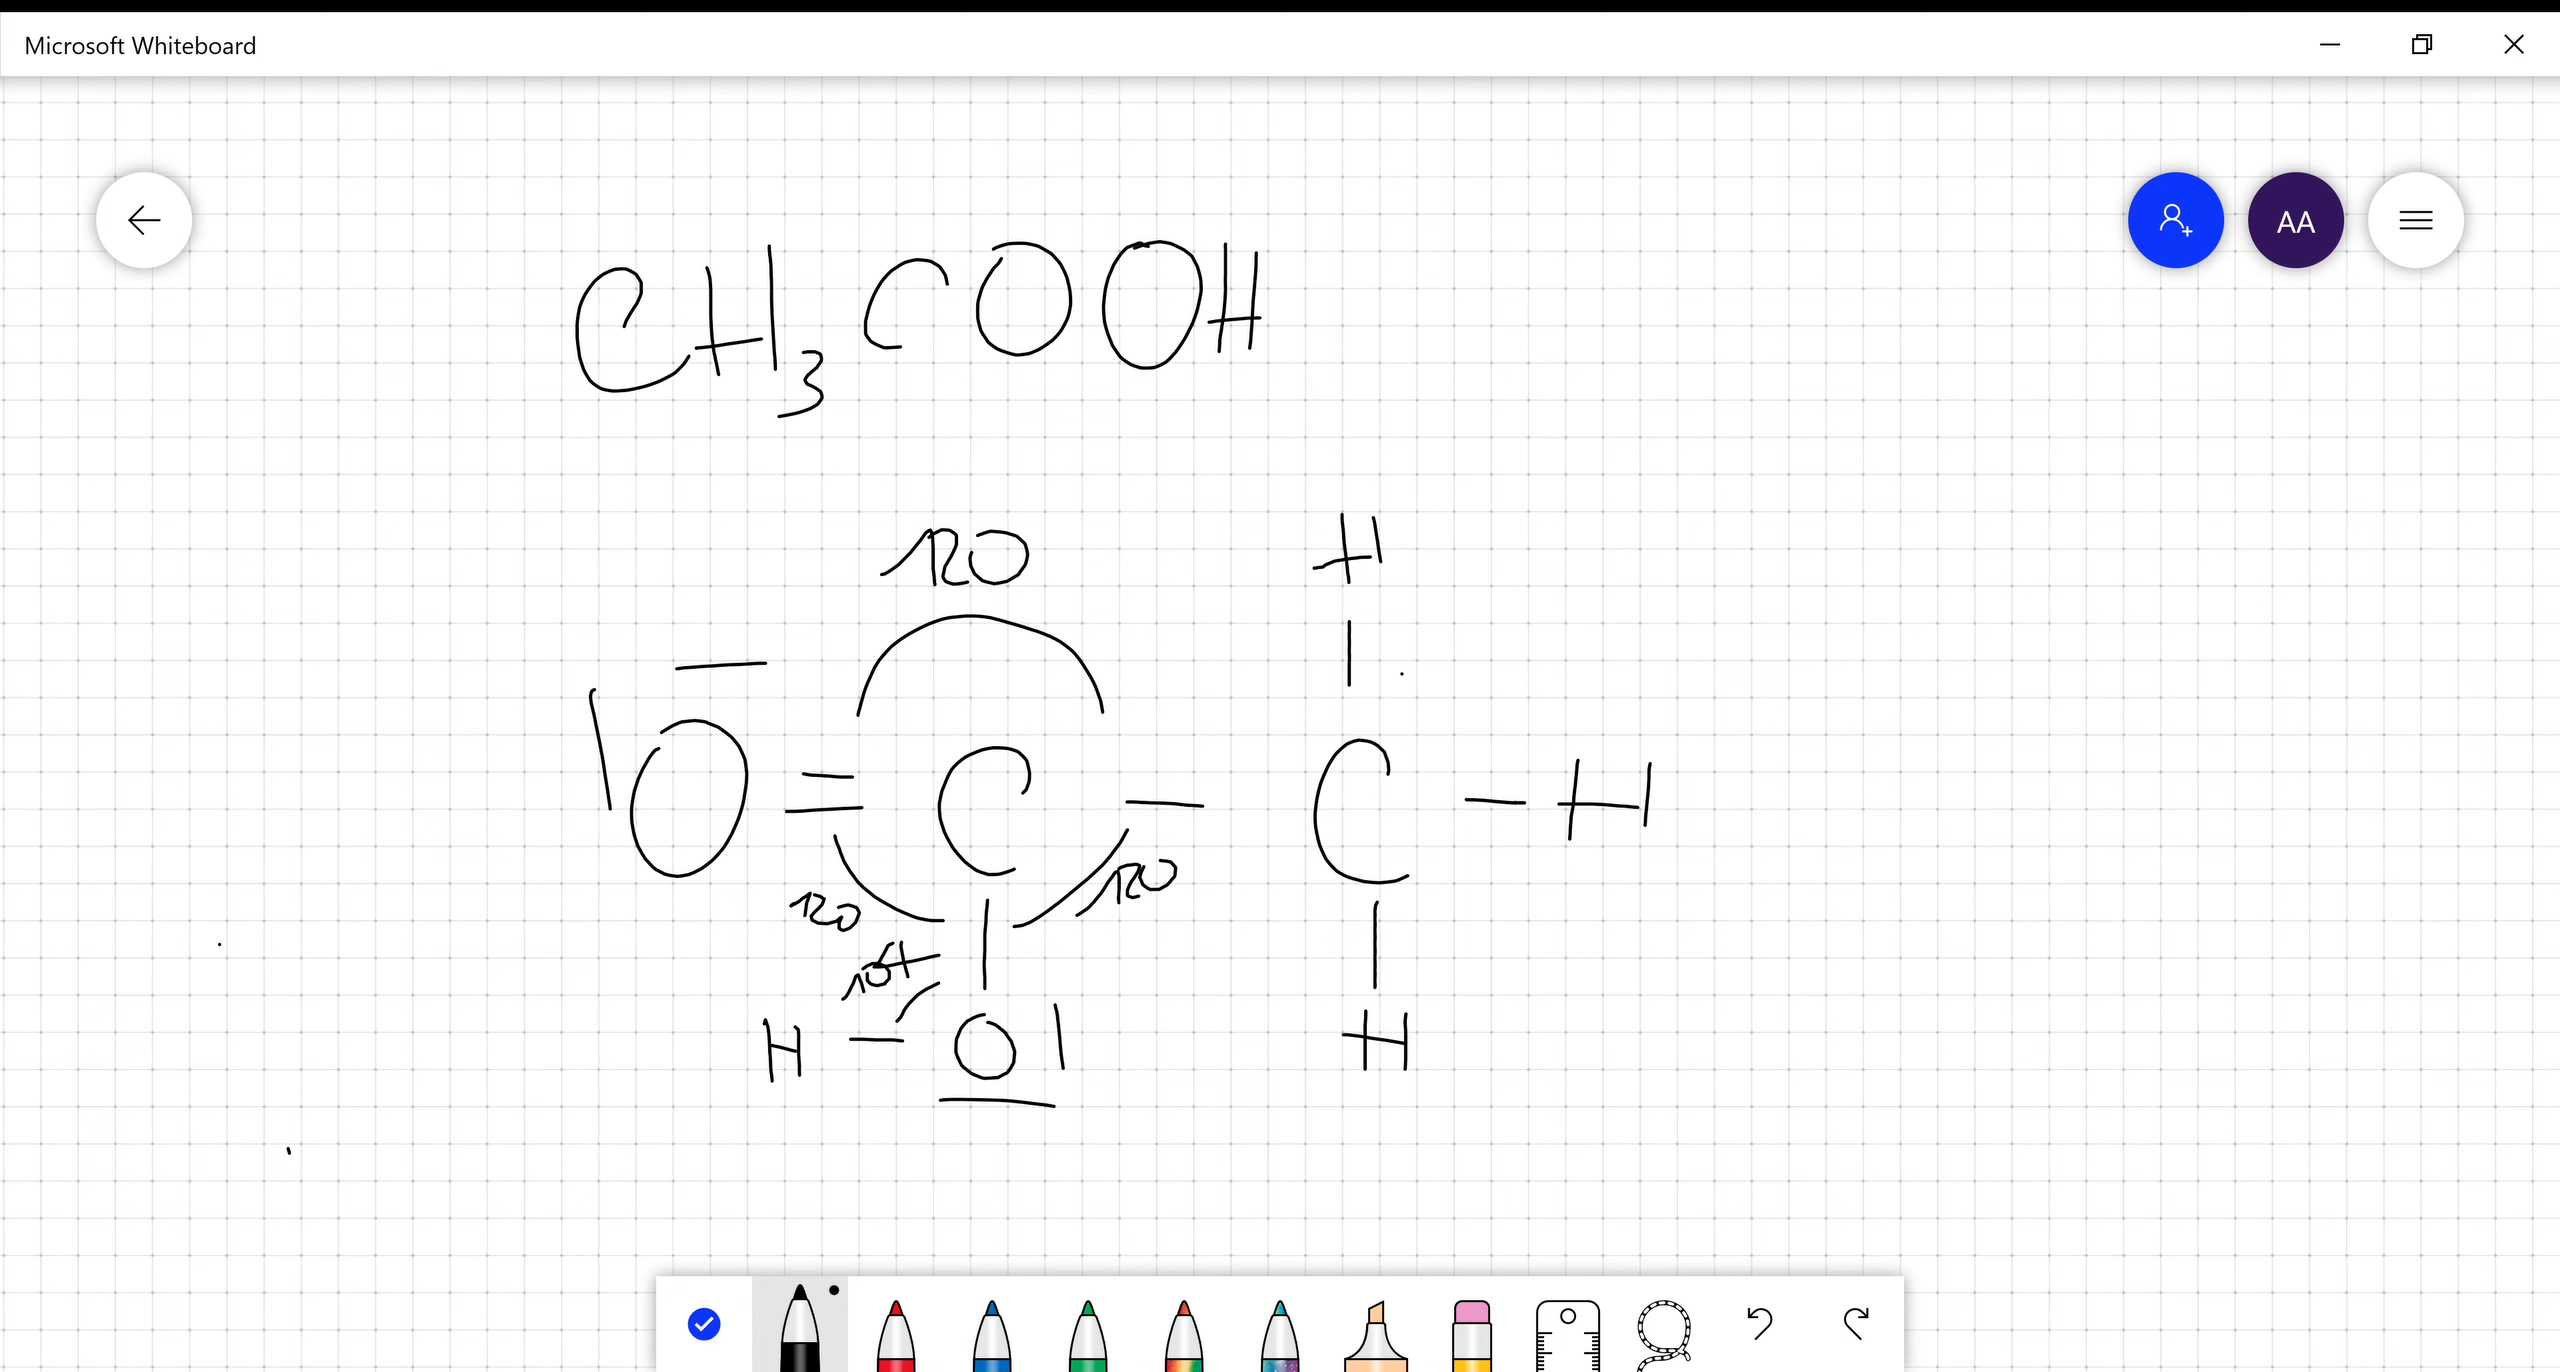 Microsoft Whiteboard
AA
CH3COOH
120
H
O = C - C - H
120
120
104
H - O
H